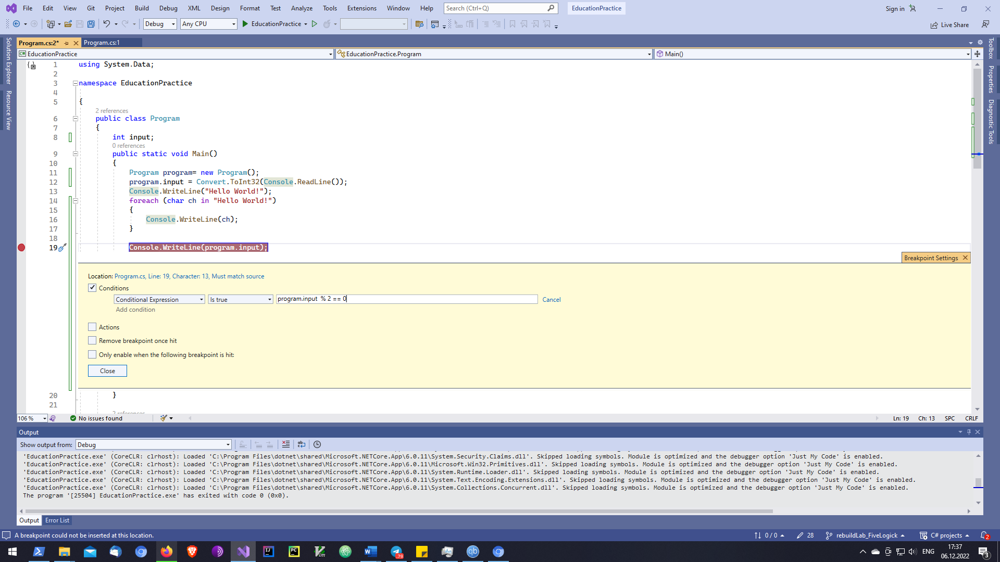 File Edit View Git Project Build Debug XML Design Format Test Analyze Tools Extensions Window Help Search (Ctrl+Q) EducationPractice Sign in
Debug Any CPU EducationPractice Live Share
Program.cs:2* Program.cs:1
EducationPractice EducationPractice.Program Main()
Solution Explorer
Resource View
Toolbox
Properties
Diagnostic Tools
1 using System.Data;
2
3 namespace EducationPractice
4
5 {
2 references
6 public class Program
7 {
8 int input;
0 references
9 public static void Main()
10 {
11 Program program= new Program();
12 program.input = Convert.ToInt32(Console.ReadLine());
13 Console.WriteLine("Hello World!");
14 foreach (char ch in "Hello World!")
15 {
16 Console.WriteLine(ch);
17 }
18
19 Console.WriteLine(program.input);
Breakpoint Settings
Location: Program.cs, Line: 19, Character: 13, Must match source
Conditions
Conditional Expression Is true program.input % 2 == 0 Cancel
Add condition
Actions
Remove breakpoint once hit
Only enable when the following breakpoint is hit:
Close
20 }
21
2 references
106 % No issues found Ln: 19 Ch: 13 SPC CRLF
Output
Show output from: Debug
'EducationPractice.exe' (CoreCLR: clrhost): Loaded 'C:\Program Files\dotnet\shared\Microsoft.NETCore.App\6.0.11\System.Security.Claims.dll'. Skipped loading symbols. Module is optimized and the debugger option 'Just My Code' is enabled.
'EducationPractice.exe' (CoreCLR: clrhost): Loaded 'C:\Program Files\dotnet\shared\Microsoft.NETCore.App\6.0.11\Microsoft.Win32.Primitives.dll'. Skipped loading symbols. Module is optimized and the debugger option 'Just My Code' is enabled.
'EducationPractice.exe' (CoreCLR: clrhost): Loaded 'C:\Program Files\dotnet\shared\Microsoft.NETCore.App\6.0.11\System.Runtime.Loader.dll'. Skipped loading symbols. Module is optimized and the debugger option 'Just My Code' is enabled.
'EducationPractice.exe' (CoreCLR: clrhost): Loaded 'C:\Program Files\dotnet\shared\Microsoft.NETCore.App\6.0.11\System.Text.Encoding.Extensions.dll'. Skipped loading symbols. Module is optimized and the debugger option 'Just My Code' is enabled.
'EducationPractice.exe' (CoreCLR: clrhost): Loaded 'C:\Program Files\dotnet\shared\Microsoft.NETCore.App\6.0.11\System.Collections.Concurrent.dll'. Skipped loading symbols. Module is optimized and the debugger option 'Just My Code' is enabled.
The program '[25504] EducationPractice.exe' has exited with code 0 (0x0).
Output Error List
A breakpoint could not be inserted at this location. 0 / 0 28 rebuildLab_FiveLogick C# projects 2
ENG 17:37
06.12.2022 3